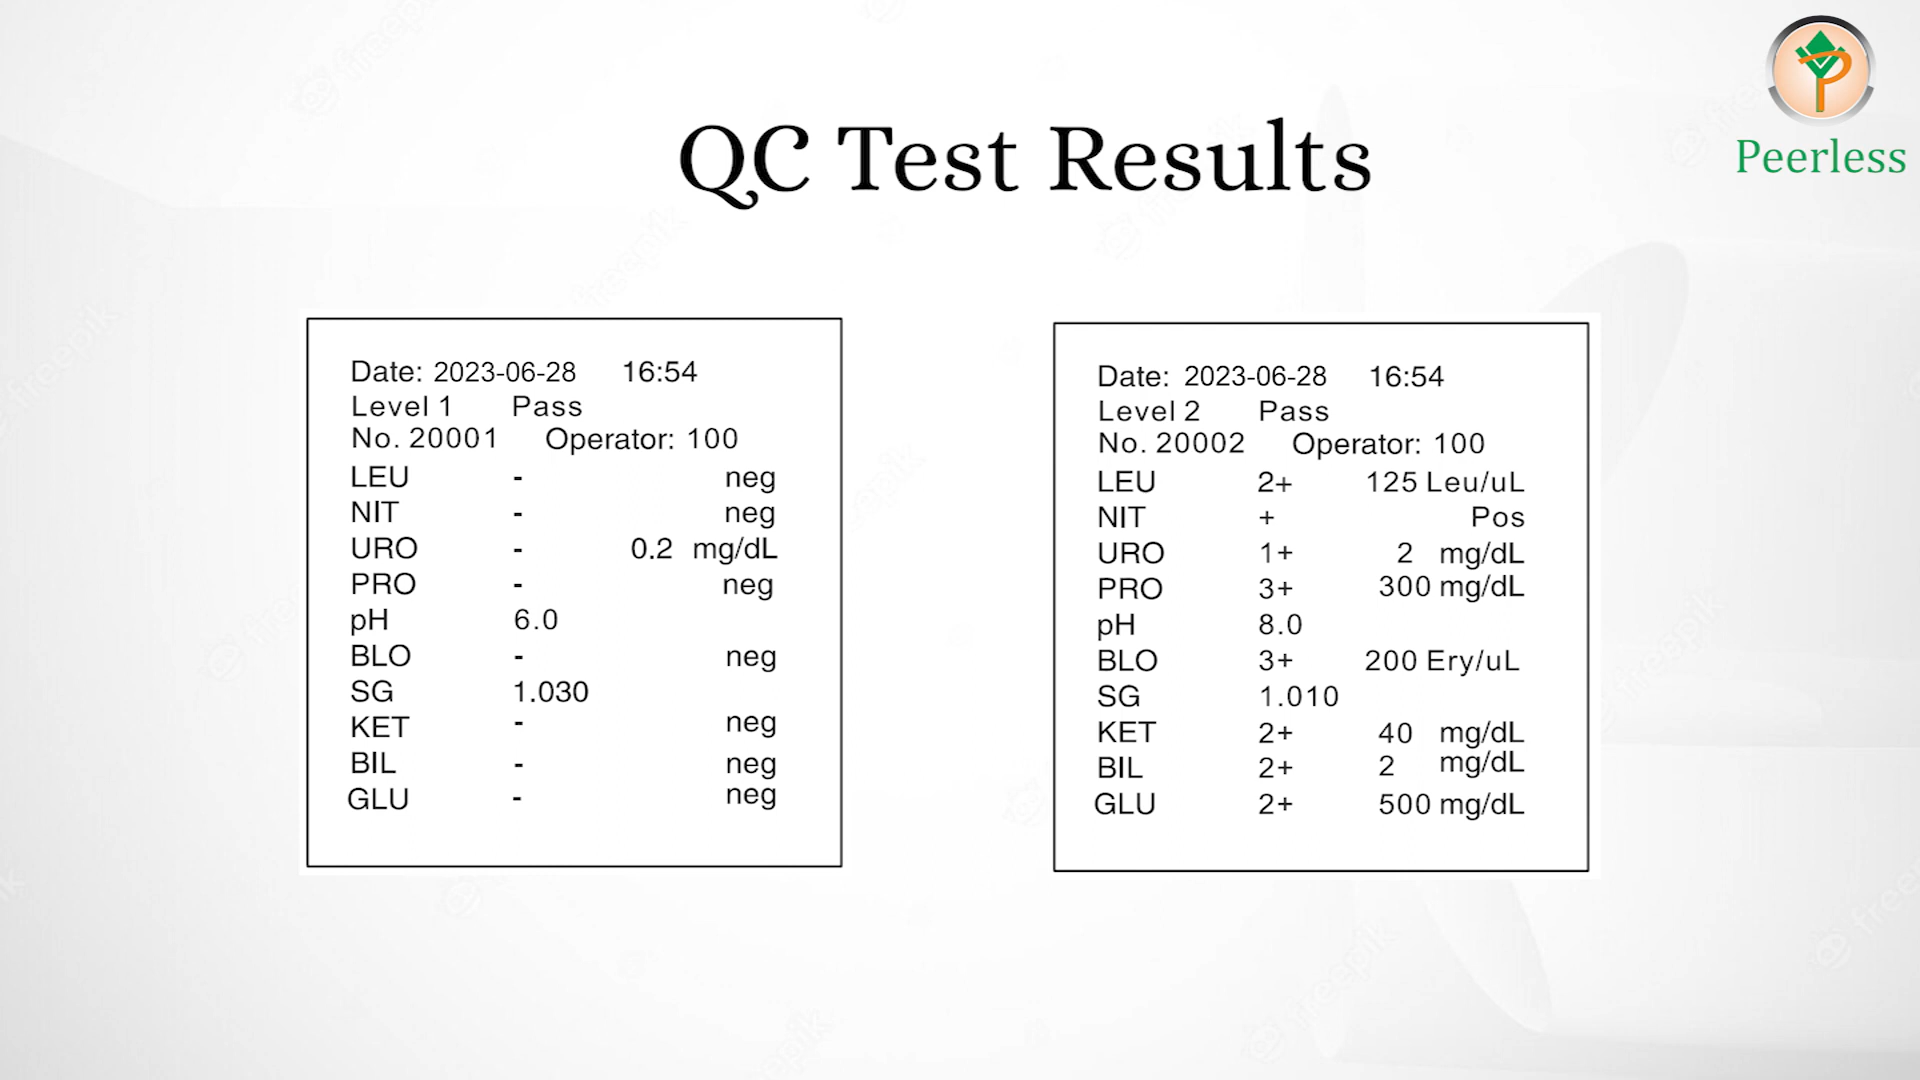 Peerless
QC Test Results
Date: 2023-06-28 16:54
Level 1 Pass
No. 20001 Operator: 100
LEU - neg
NIT - neg
URO - 0.2 mg/dL
PRO - neg
pH 6.0
BLO - neg
SG 1.030
KET - neg
BIL - neg
GLU - neg
Date: 2023-06-28 16:54
Level 2 Pass
No. 20002 Operator: 100
LEU 2+ 125 Leu/uL
NIT + Pos
URO 1+ 2 mg/dL
PRO 3+ 300 mg/dL
pH 8.0
BLO 3+ 200 Ery/uL
SG 1.010
KET 2+ 40 mg/dL
BIL 2+ 2 mg/dL
GLU 2+ 500 mg/dL